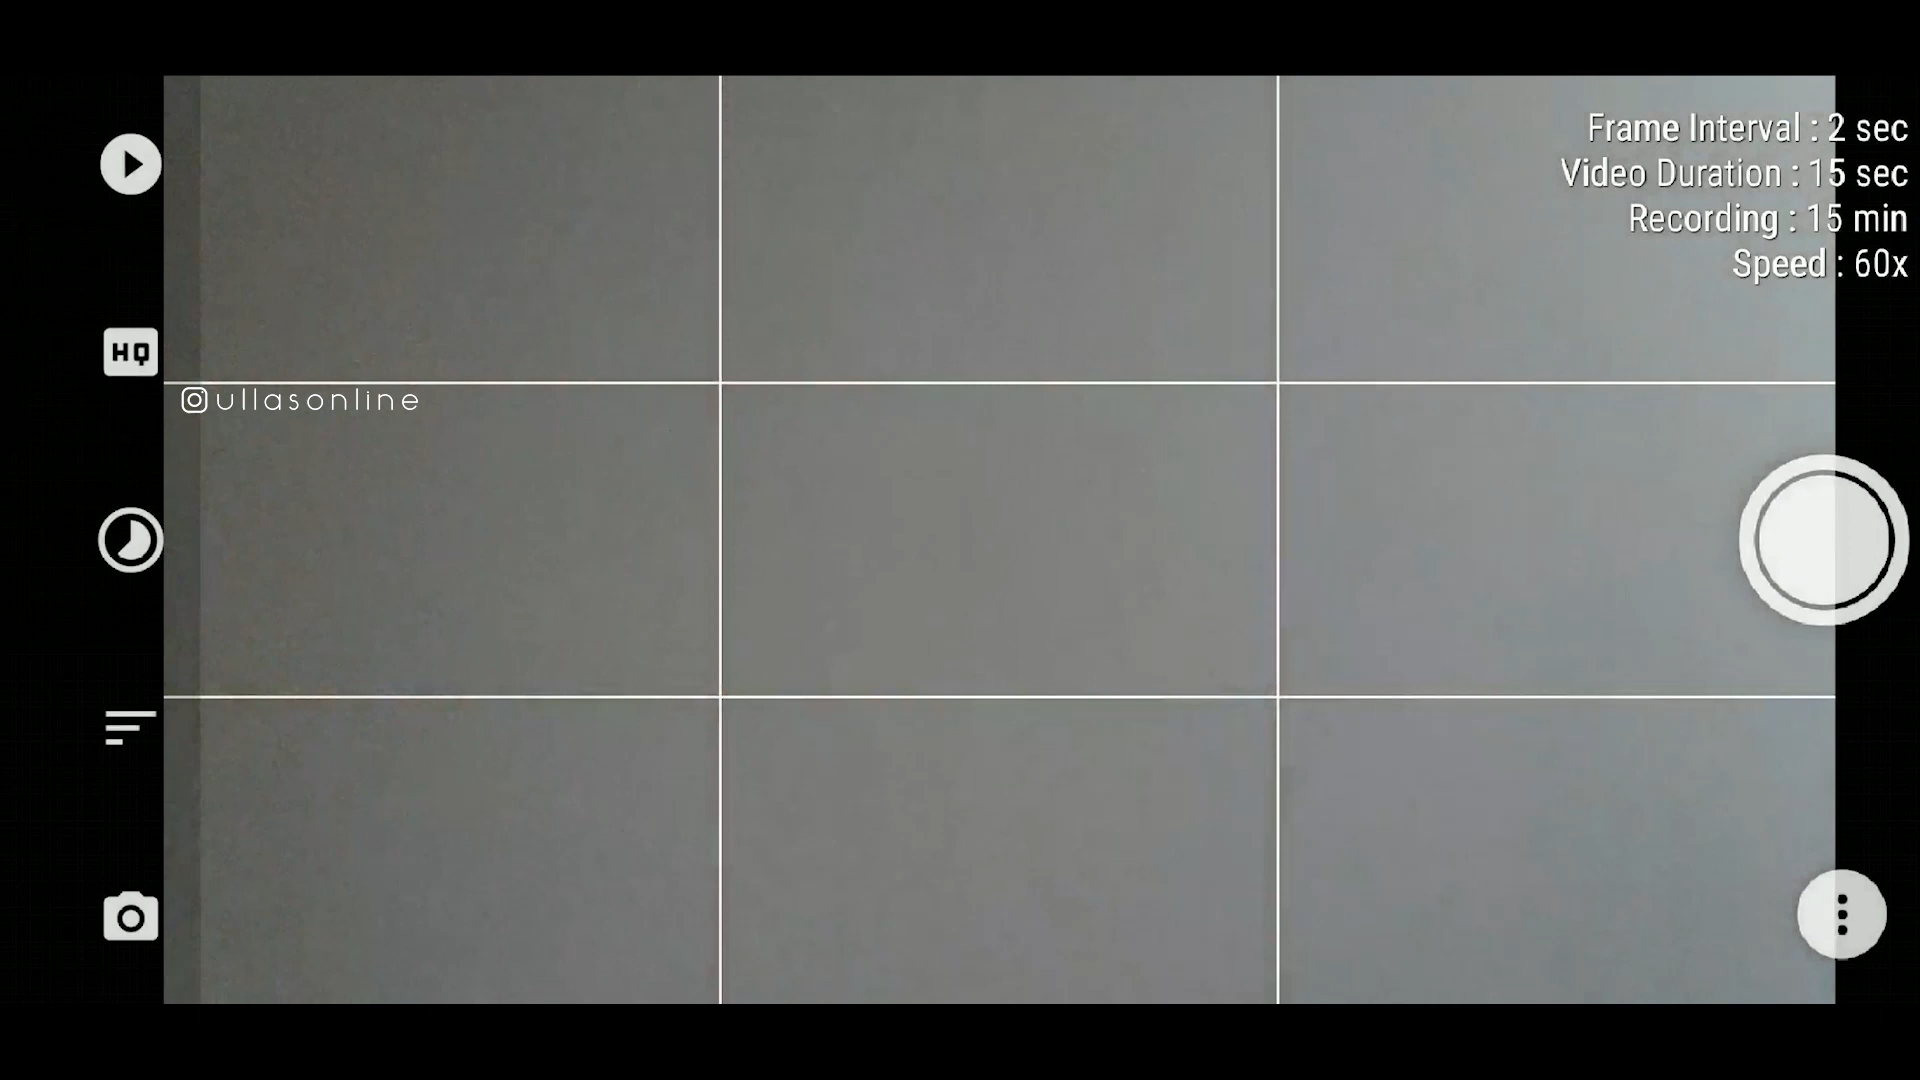 Frame Interval : 2 sec
Video Duration : 15 sec
Recording : 15 min
Speed : 60x
HQ
ullasonline